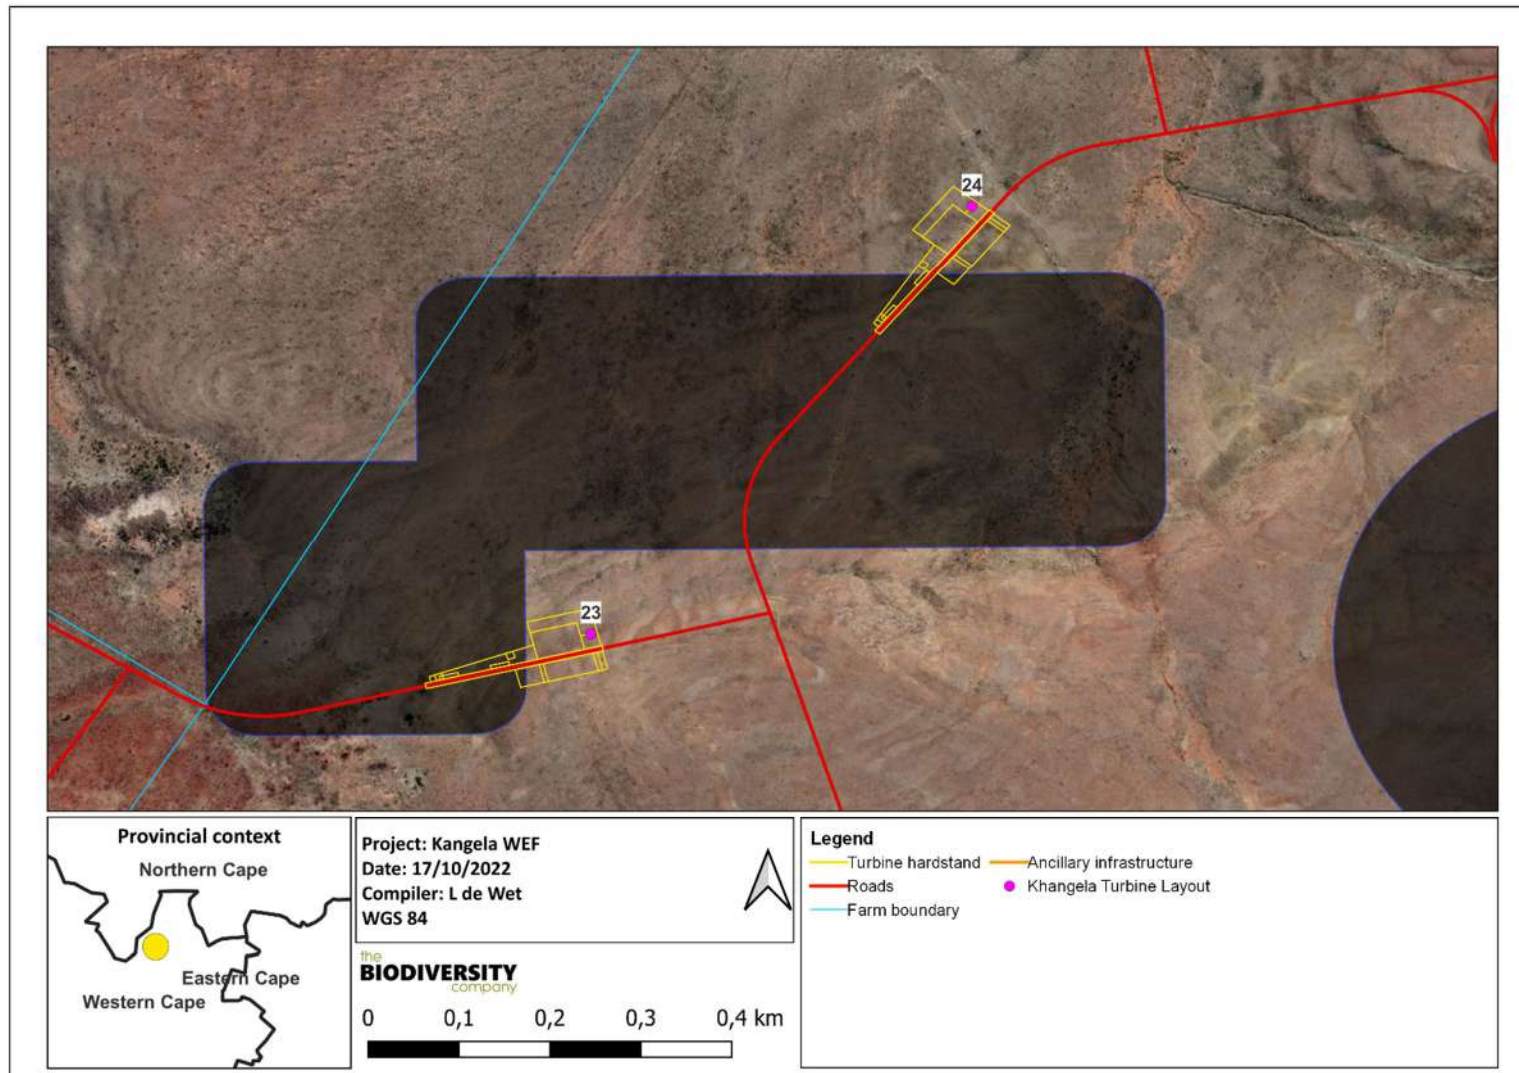 24
23
Provincial context
Northern Cape
Eastern Cape
Western Cape
Project: Kangela WEF
Date: 17/10/2022
Compiler: L de Wet
WGS 84
the
BIODIVERSITY
company
0 0,1 0,2 0,3 0,4 km
Legend
Turbine hardstand Ancillary infrastructure
Roads Khangela Turbine Layout
Farm boundary